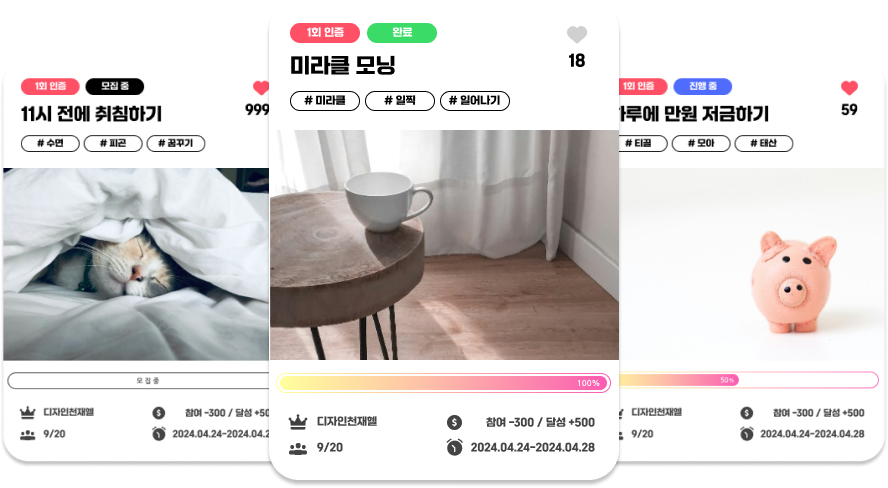 1회 인증 모집 중
11시 전에 취침하기 999
# 수면 # 피곤 # 꿈꾸기
모집중
디자인천재엘 참여 -300 / 달성 +50
9/20 2024.04.24~2024.04.2
1회 인증 완료
미라클 모닝 18
# 미라클 # 일찍 # 일어나기
100%
디자인천재엘 참여 -300 / 달성 +500
9/20 2024.04.24~2024.04.28
1회 인증 진행 중
하루에 만원 저금하기 59
# 티끌 # 모아 # 태산
50%
디자인천재엘 참여 -300 / 달성 +500
9/20 2024.04.24~2024.04.28